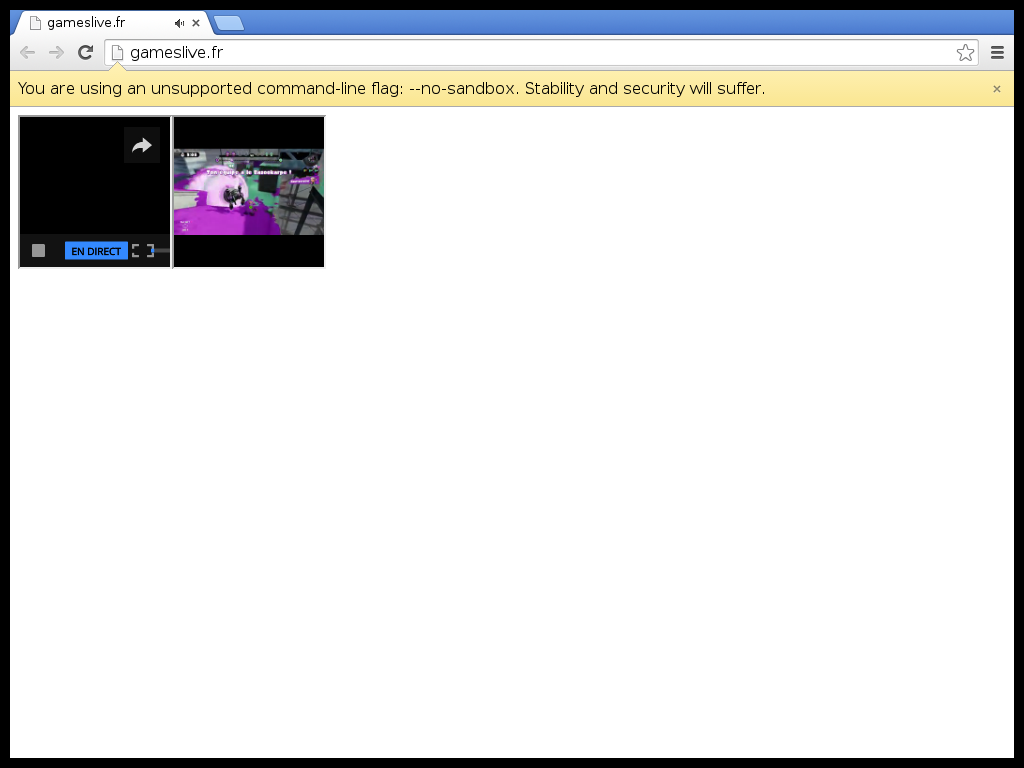 gameslive.fr
gameslive.fr
You are using an unsupported command-line flag: --no-sandbox. Stability and security will suffer.
EN DIRECT